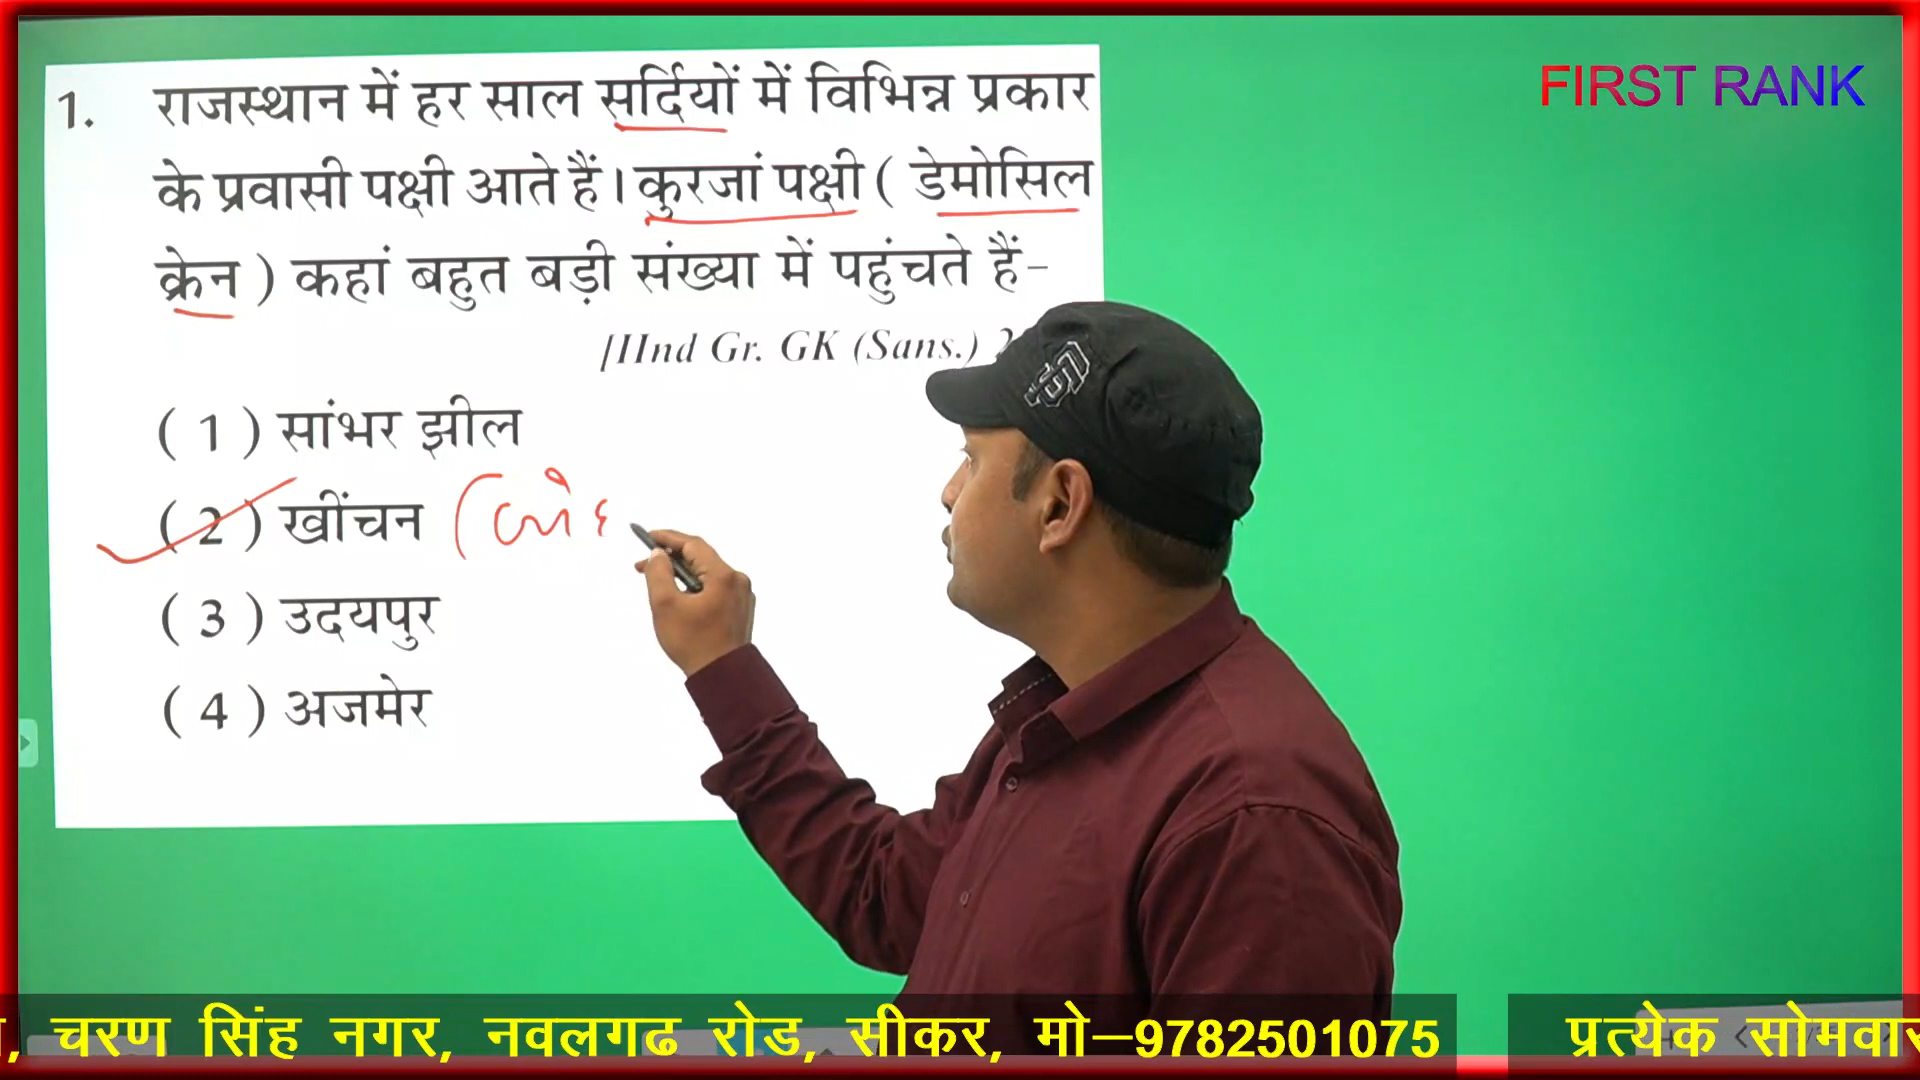 FIRST RANK
1. राजस्थान में हर साल सर्दियों में विभिन्न प्रकार
के प्रवासी पक्षी आते हैं। कुरजां पक्षी ( डेमोसिल
क्रेन ) कहां बहुत बड़ी संख्या में पहुंचते हैं-
[IInd Gr. GK (Sans.)
( 1 ) सांभर झील
( 2 ) खींचन
( 3 ) उदयपुर
( 4 ) अजमेर
, चरण सिंह नगर, नवलगढ रोड, सीकर, मो–9782501075 प्रत्येक सोमवार